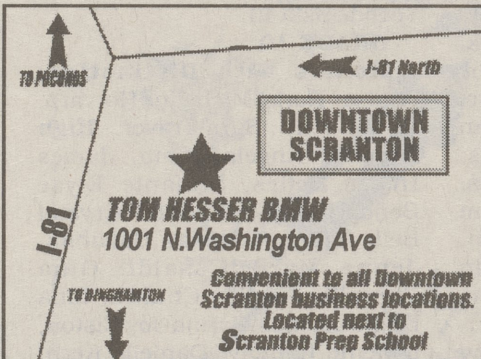 TO POCONOS
I-81 North
DOWNTOWN
SCRANTON
TOM HESSER BMW
1001 N.Washington Ave
I-81
Convenient to all Downtown
Scranton business locations.
Located next to
Scranton Prep School
TO BINGHAMTON